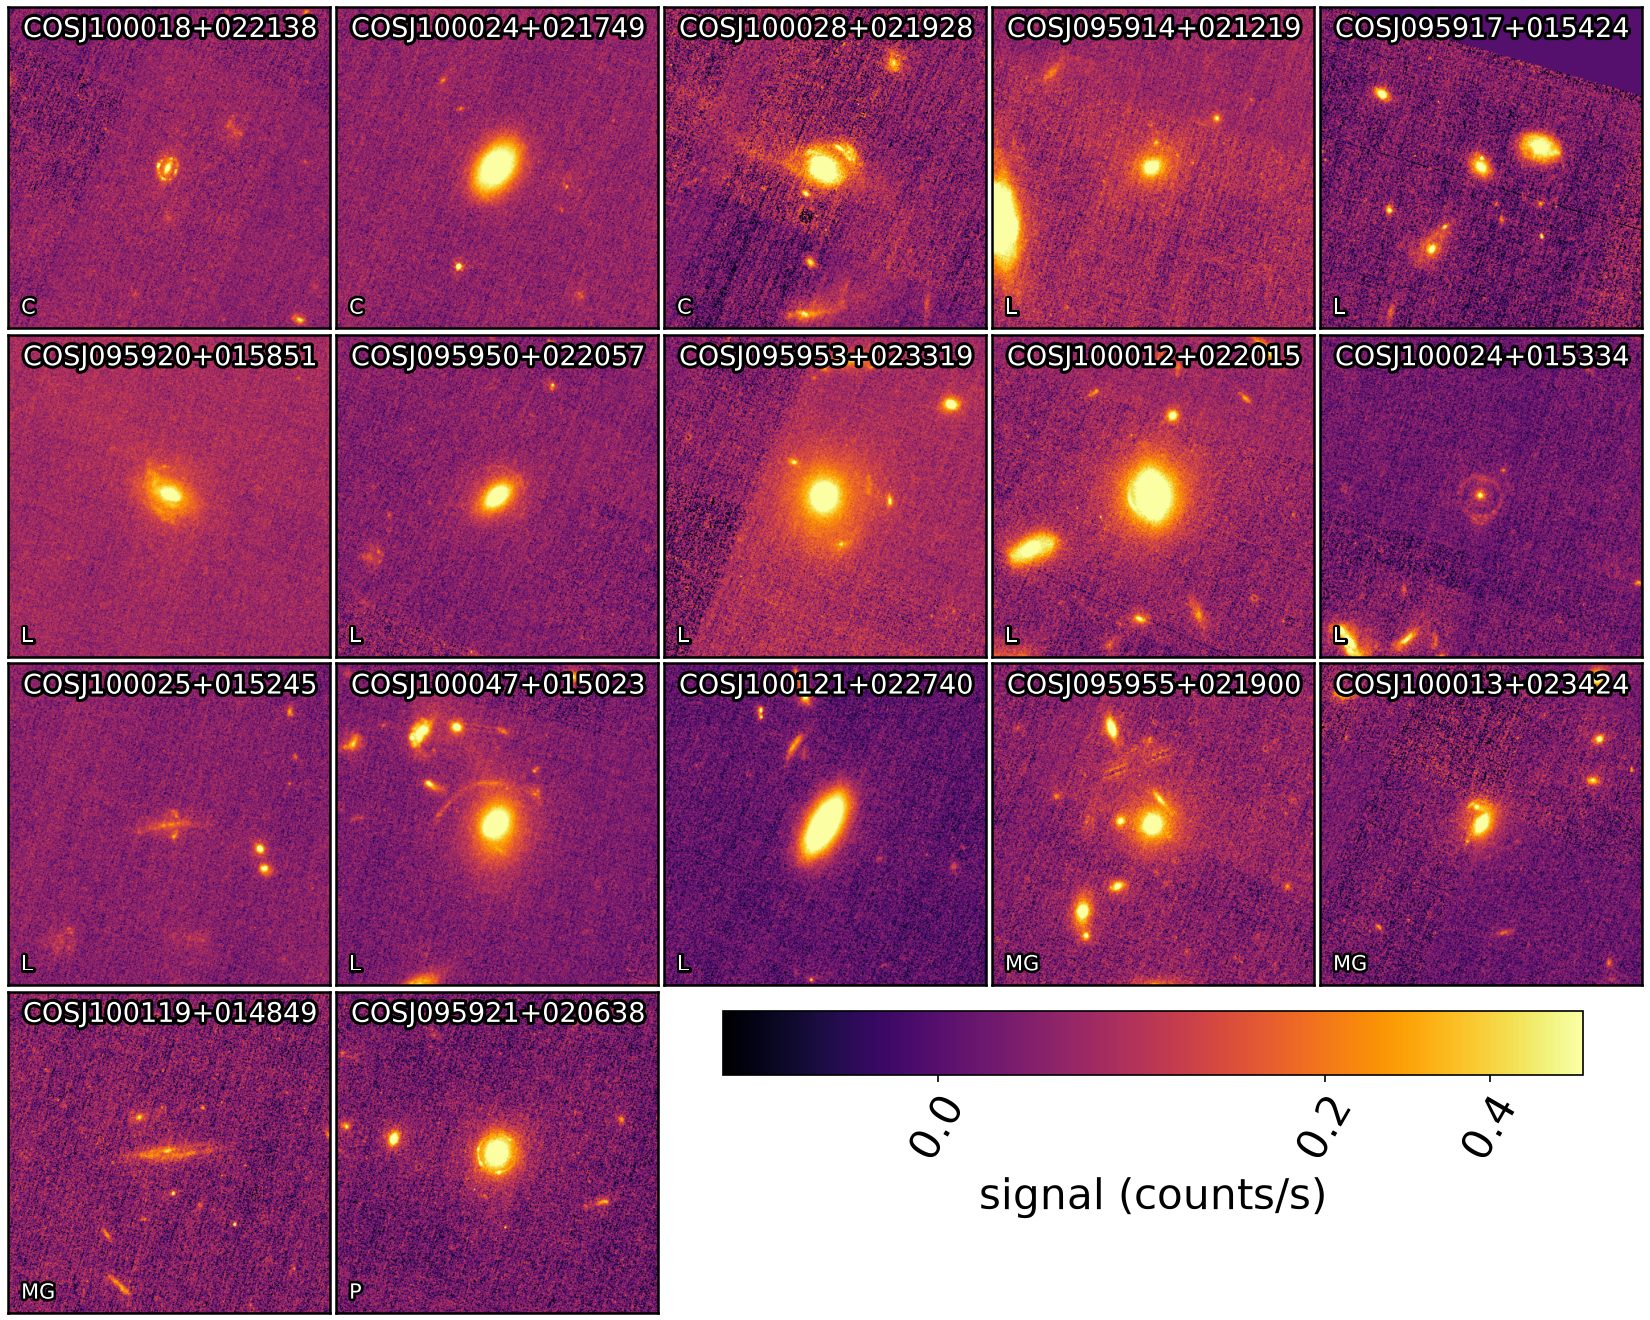 COSJ100018+022138
COSJ100024+021749
COSJ100028+021928
COSJ095914+021219
COSJ095917+015424
C
C
C
L
L
COSJ095920+015851
COSJ095950+022057
COSJ095953+023319
COSJ100012+022015
COSJ100024+015334
L
L
L
L
L
COSJ100025+015245
COSJ100047+015023
COSJ100121+022740
COSJ095955+021900
COSJ100013+023424
L
L
L
MG
MG
COSJ100119+014849
COSJ095921+020638
MG
P
0.0
0.2
0.4
signal (counts/s)